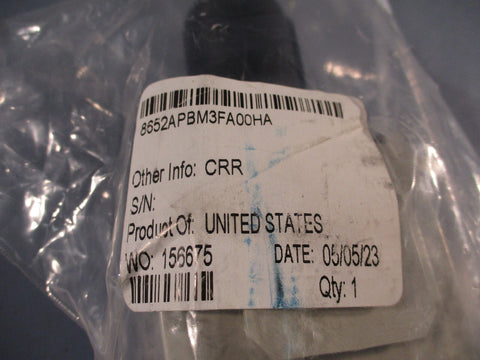 8652APBM3FA00HA
Other Info: CRR
S/N:
Product Of: UNITED STATES
WO: 156675 DATE: 05/05/23
Qty: 1